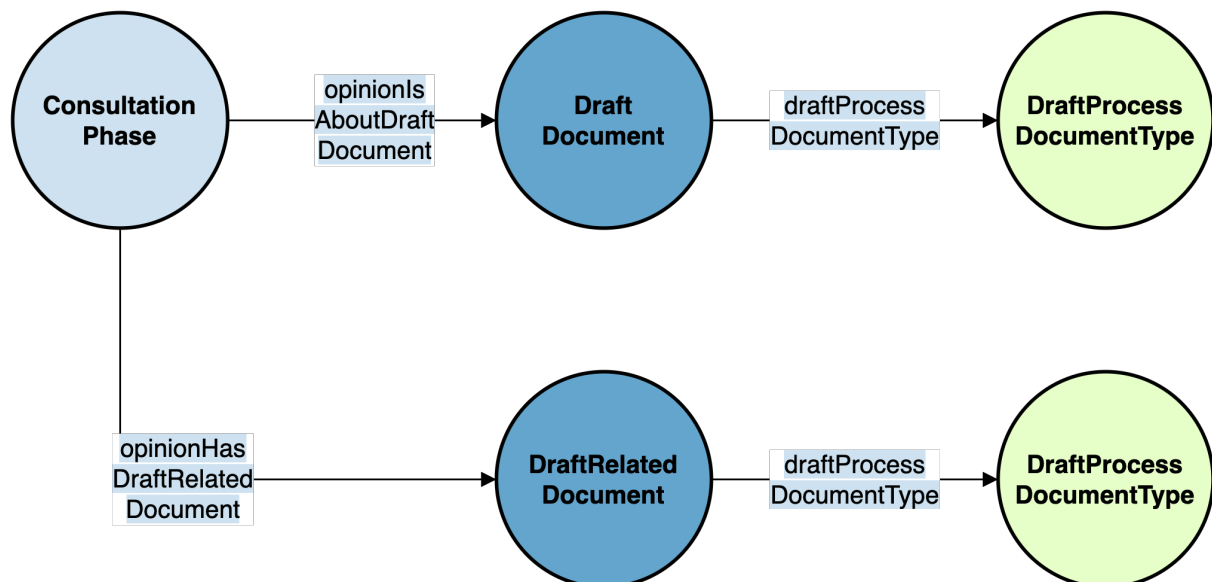 Consultation
Phase
opinionIs
AboutDraft
Document
Draft
Document
draftProcess
DocumentType
DraftProcess
DocumentType
opinionHas
DraftRelated
Document
DraftRelated
Document
draftProcess
DocumentType
DraftProcess
DocumentType